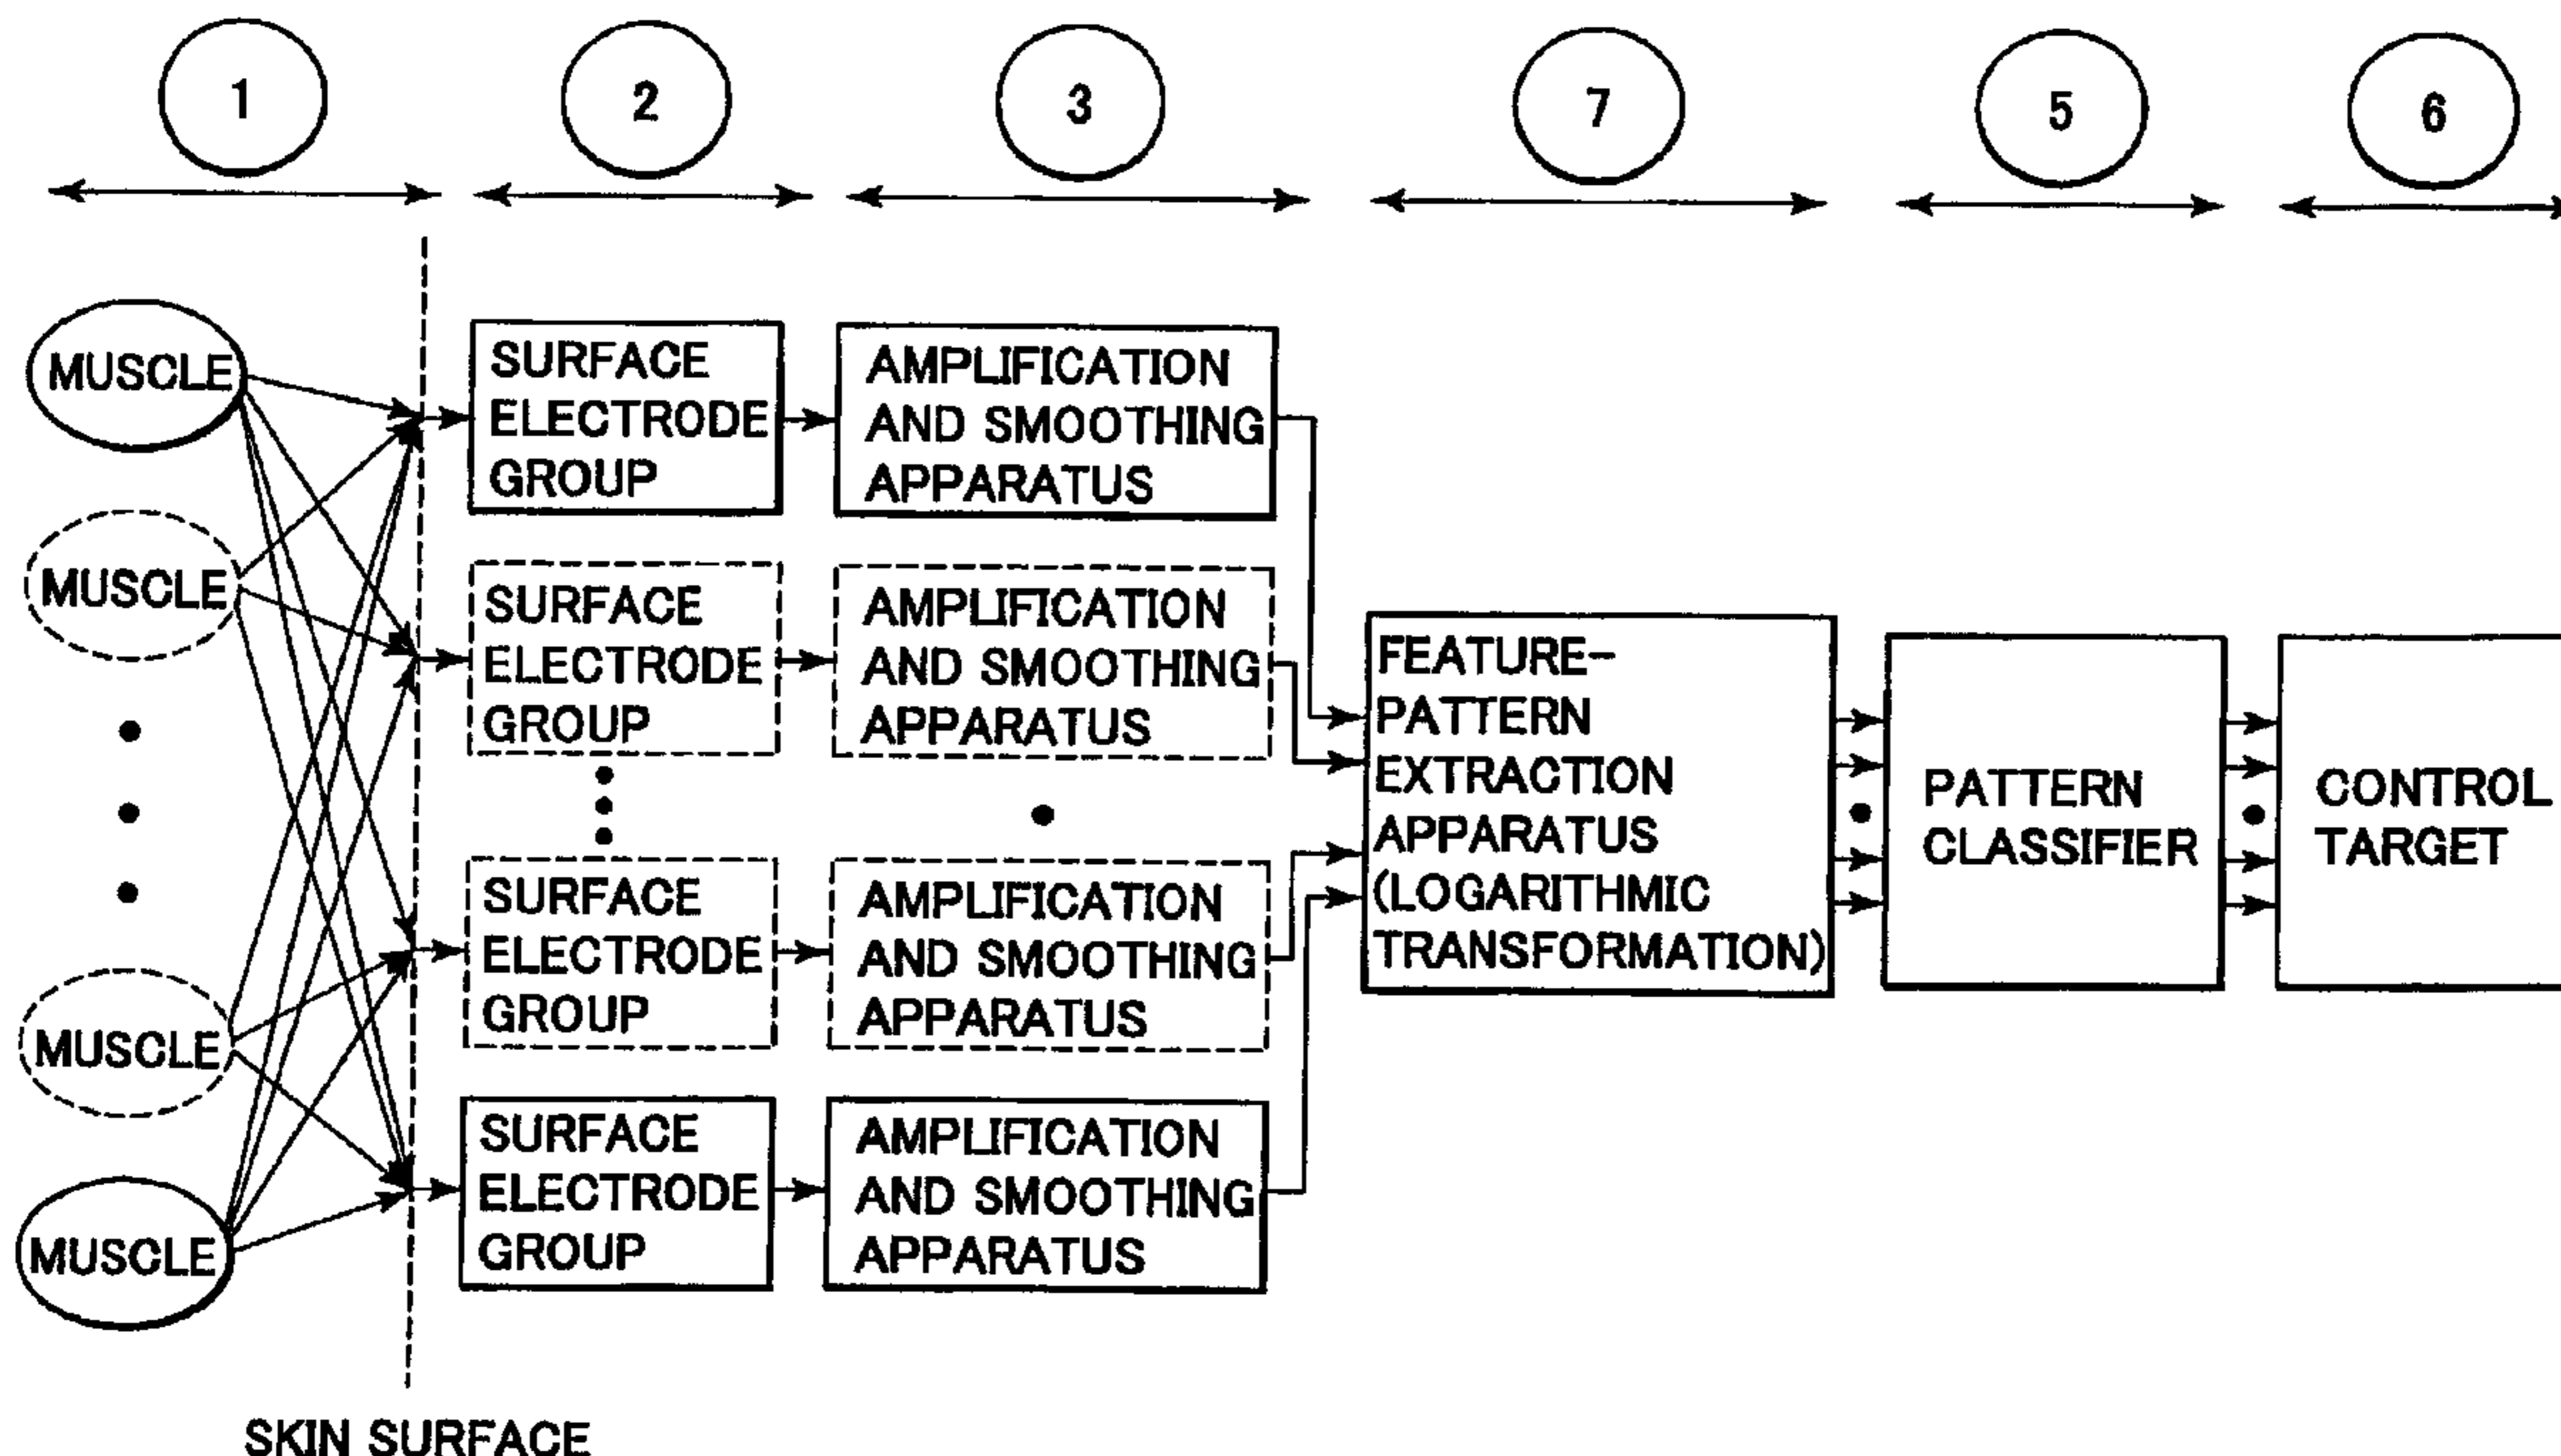 1
2
3
7
5
6
MUSCLE
MUSCLE
MUSCLE
MUSCLE
SKIN SURFACE
SURFACE
ELECTRODE
GROUP
SURFACE
ELECTRODE
GROUP
SURFACE
ELECTRODE
GROUP
SURFACE
ELECTRODE
GROUP
AMPLIFICATION
AND SMOOTHING
APPARATUS
AMPLIFICATION
AND SMOOTHING
APPARATUS
AMPLIFICATION
AND SMOOTHING
APPARATUS
AMPLIFICATION
AND SMOOTHING
APPARATUS
FEATURE-
PATTERN
EXTRACTION
APPARATUS
(LOGARITHMIC
TRANSFORMATION)
PATTERN
CLASSIFIER
CONTROL
TARGET